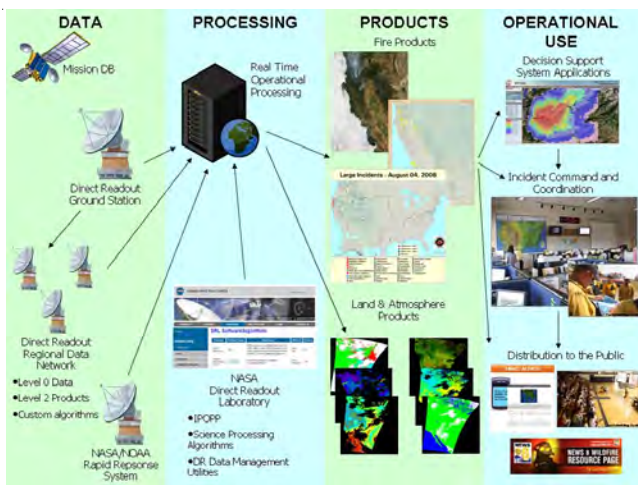 DATA
Mission DB
Direct Readout
Ground Station
Direct Readout
Regional Data
Network
•Level 0 Data
•Level 2 Products
•Custom algorithms
NASA/NOAA
Rapid Repsonse
System
PROCESSING
Real Time
Operational
Processing
NASA
Direct Readout
Laboratory
•IPOPP
•Science Processing
Algorithms
•DR Data Management
Utilities
PRODUCTS
Fire Products
Large Incidents - August 04, 2008
Land & Atmosphere
Products
OPERATIONAL
USE
Decision Support
System Applications
Incident Command and
Coordination
Distribution to the Public
NEWS & WILDFIRE
RESOURCE PAGE